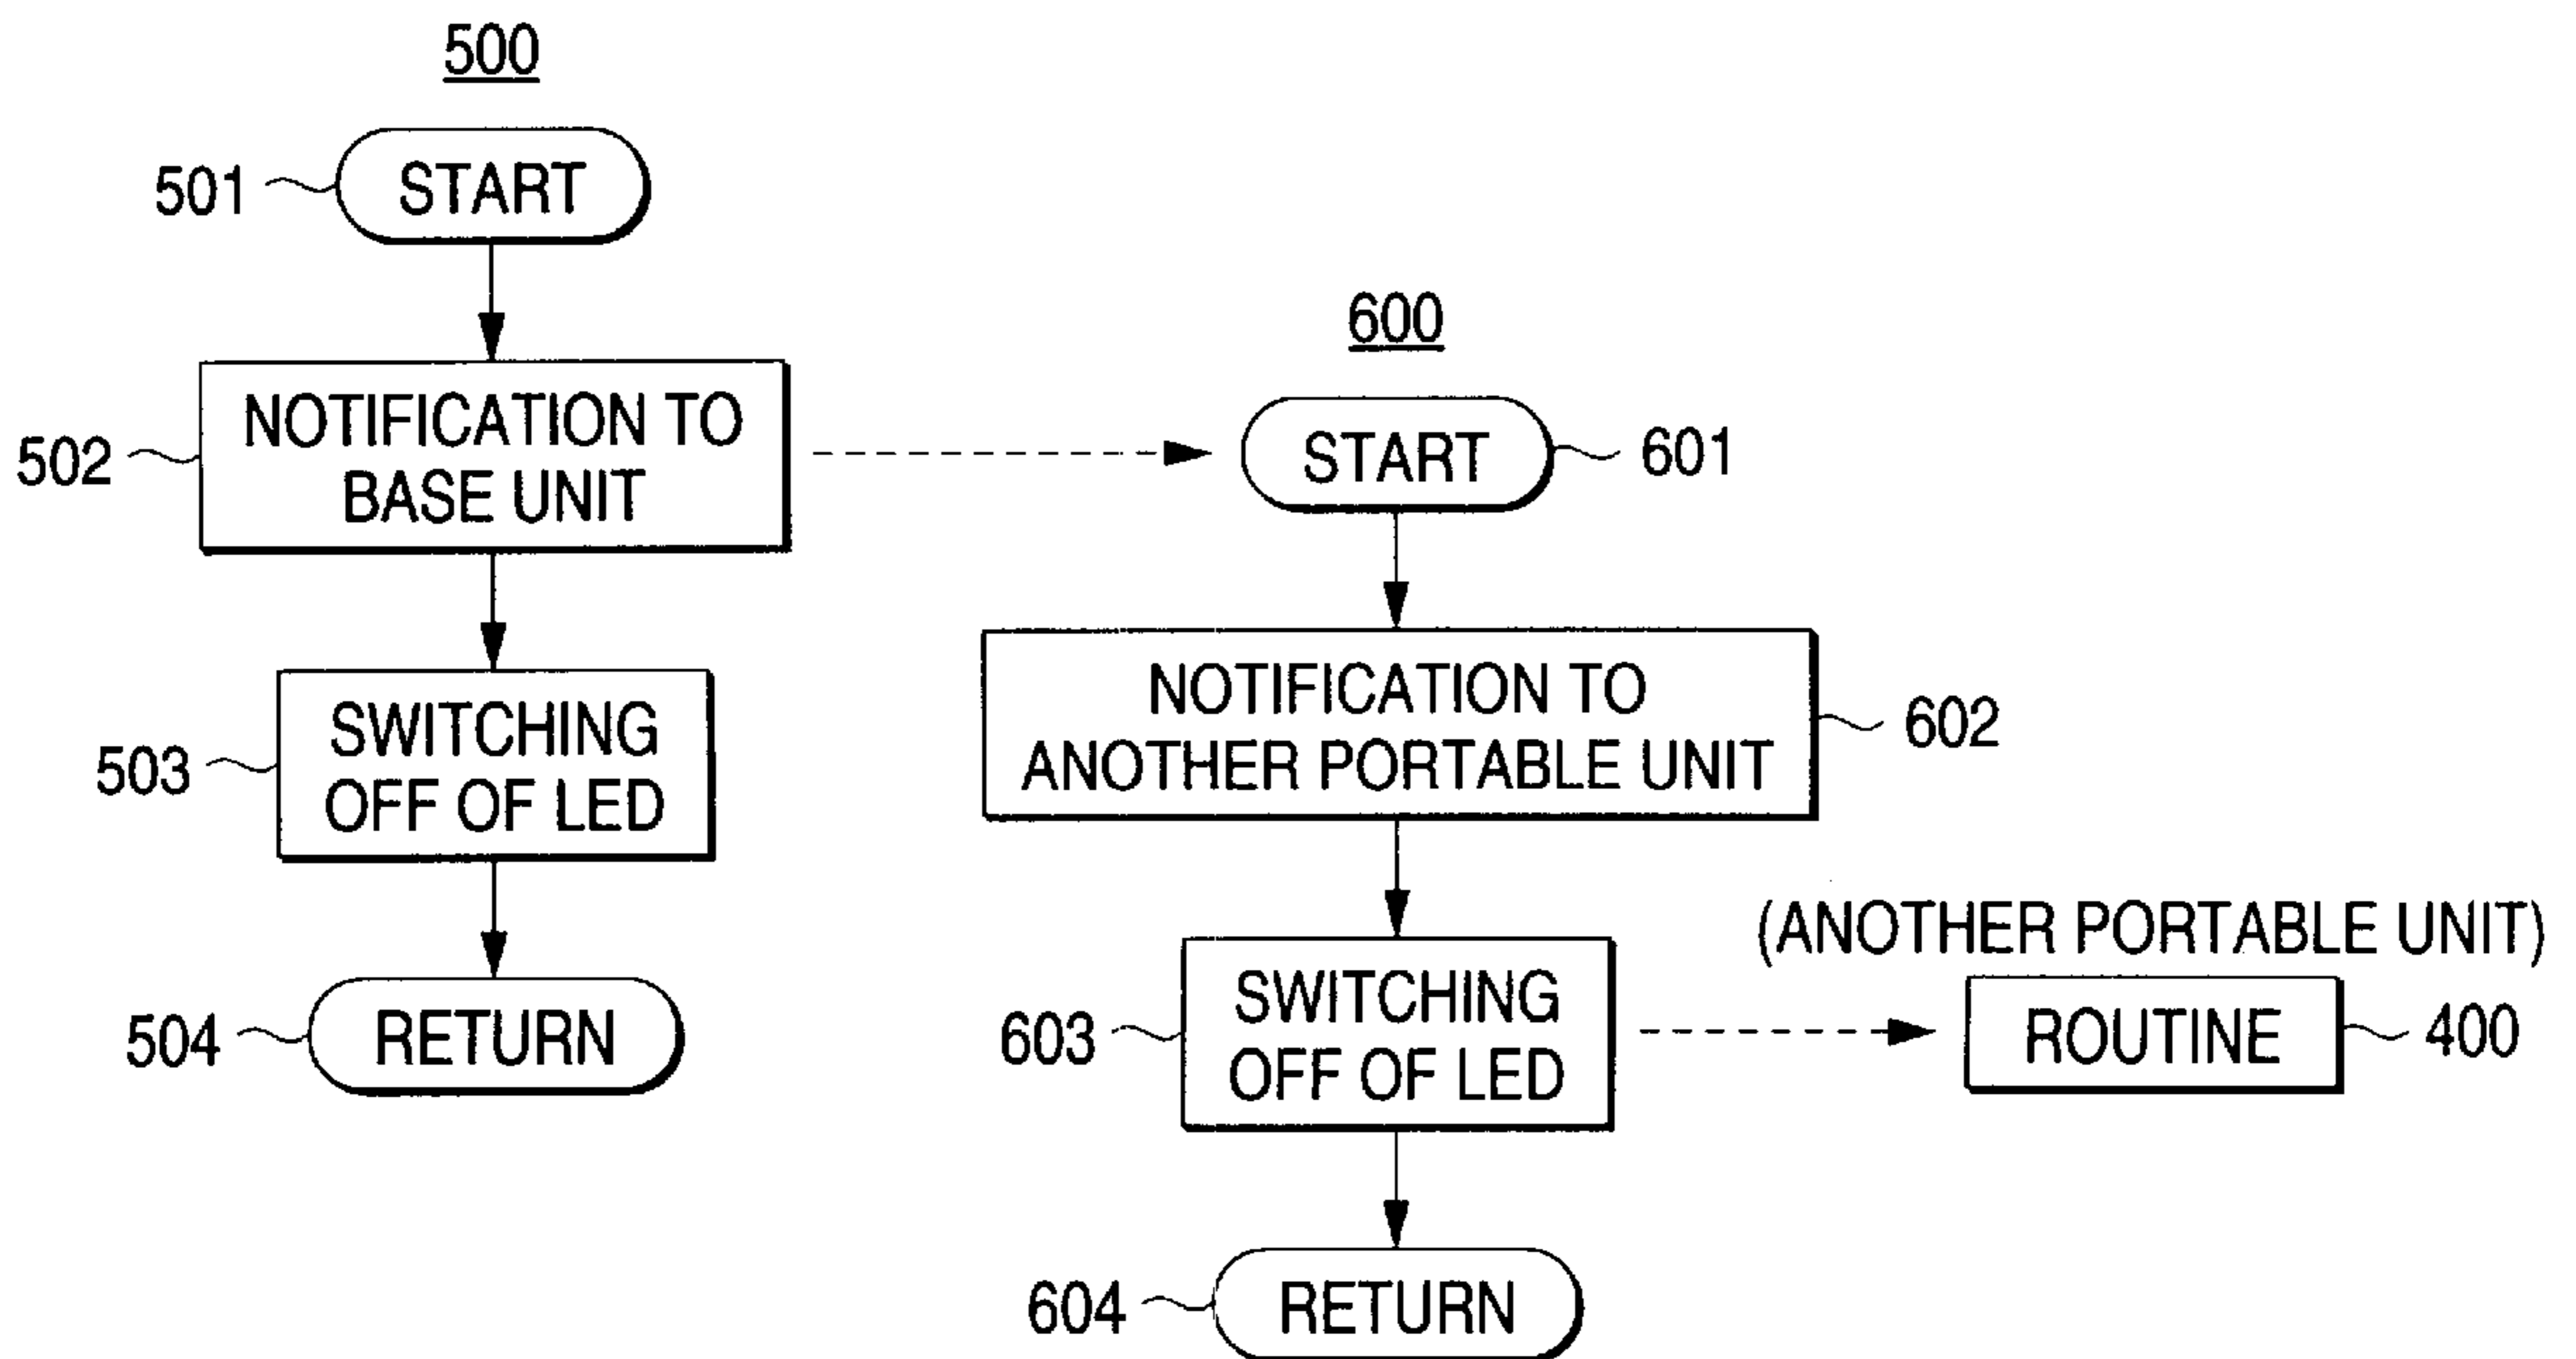 500
501
START
502
NOTIFICATION TO
BASE UNIT
503
SWITCHING
OFF OF LED
504
RETURN
600
START
601
NOTIFICATION TO
ANOTHER PORTABLE UNIT
602
603
SWITCHING
OFF OF LED
(ANOTHER PORTABLE UNIT)
ROUTINE
400
604
RETURN